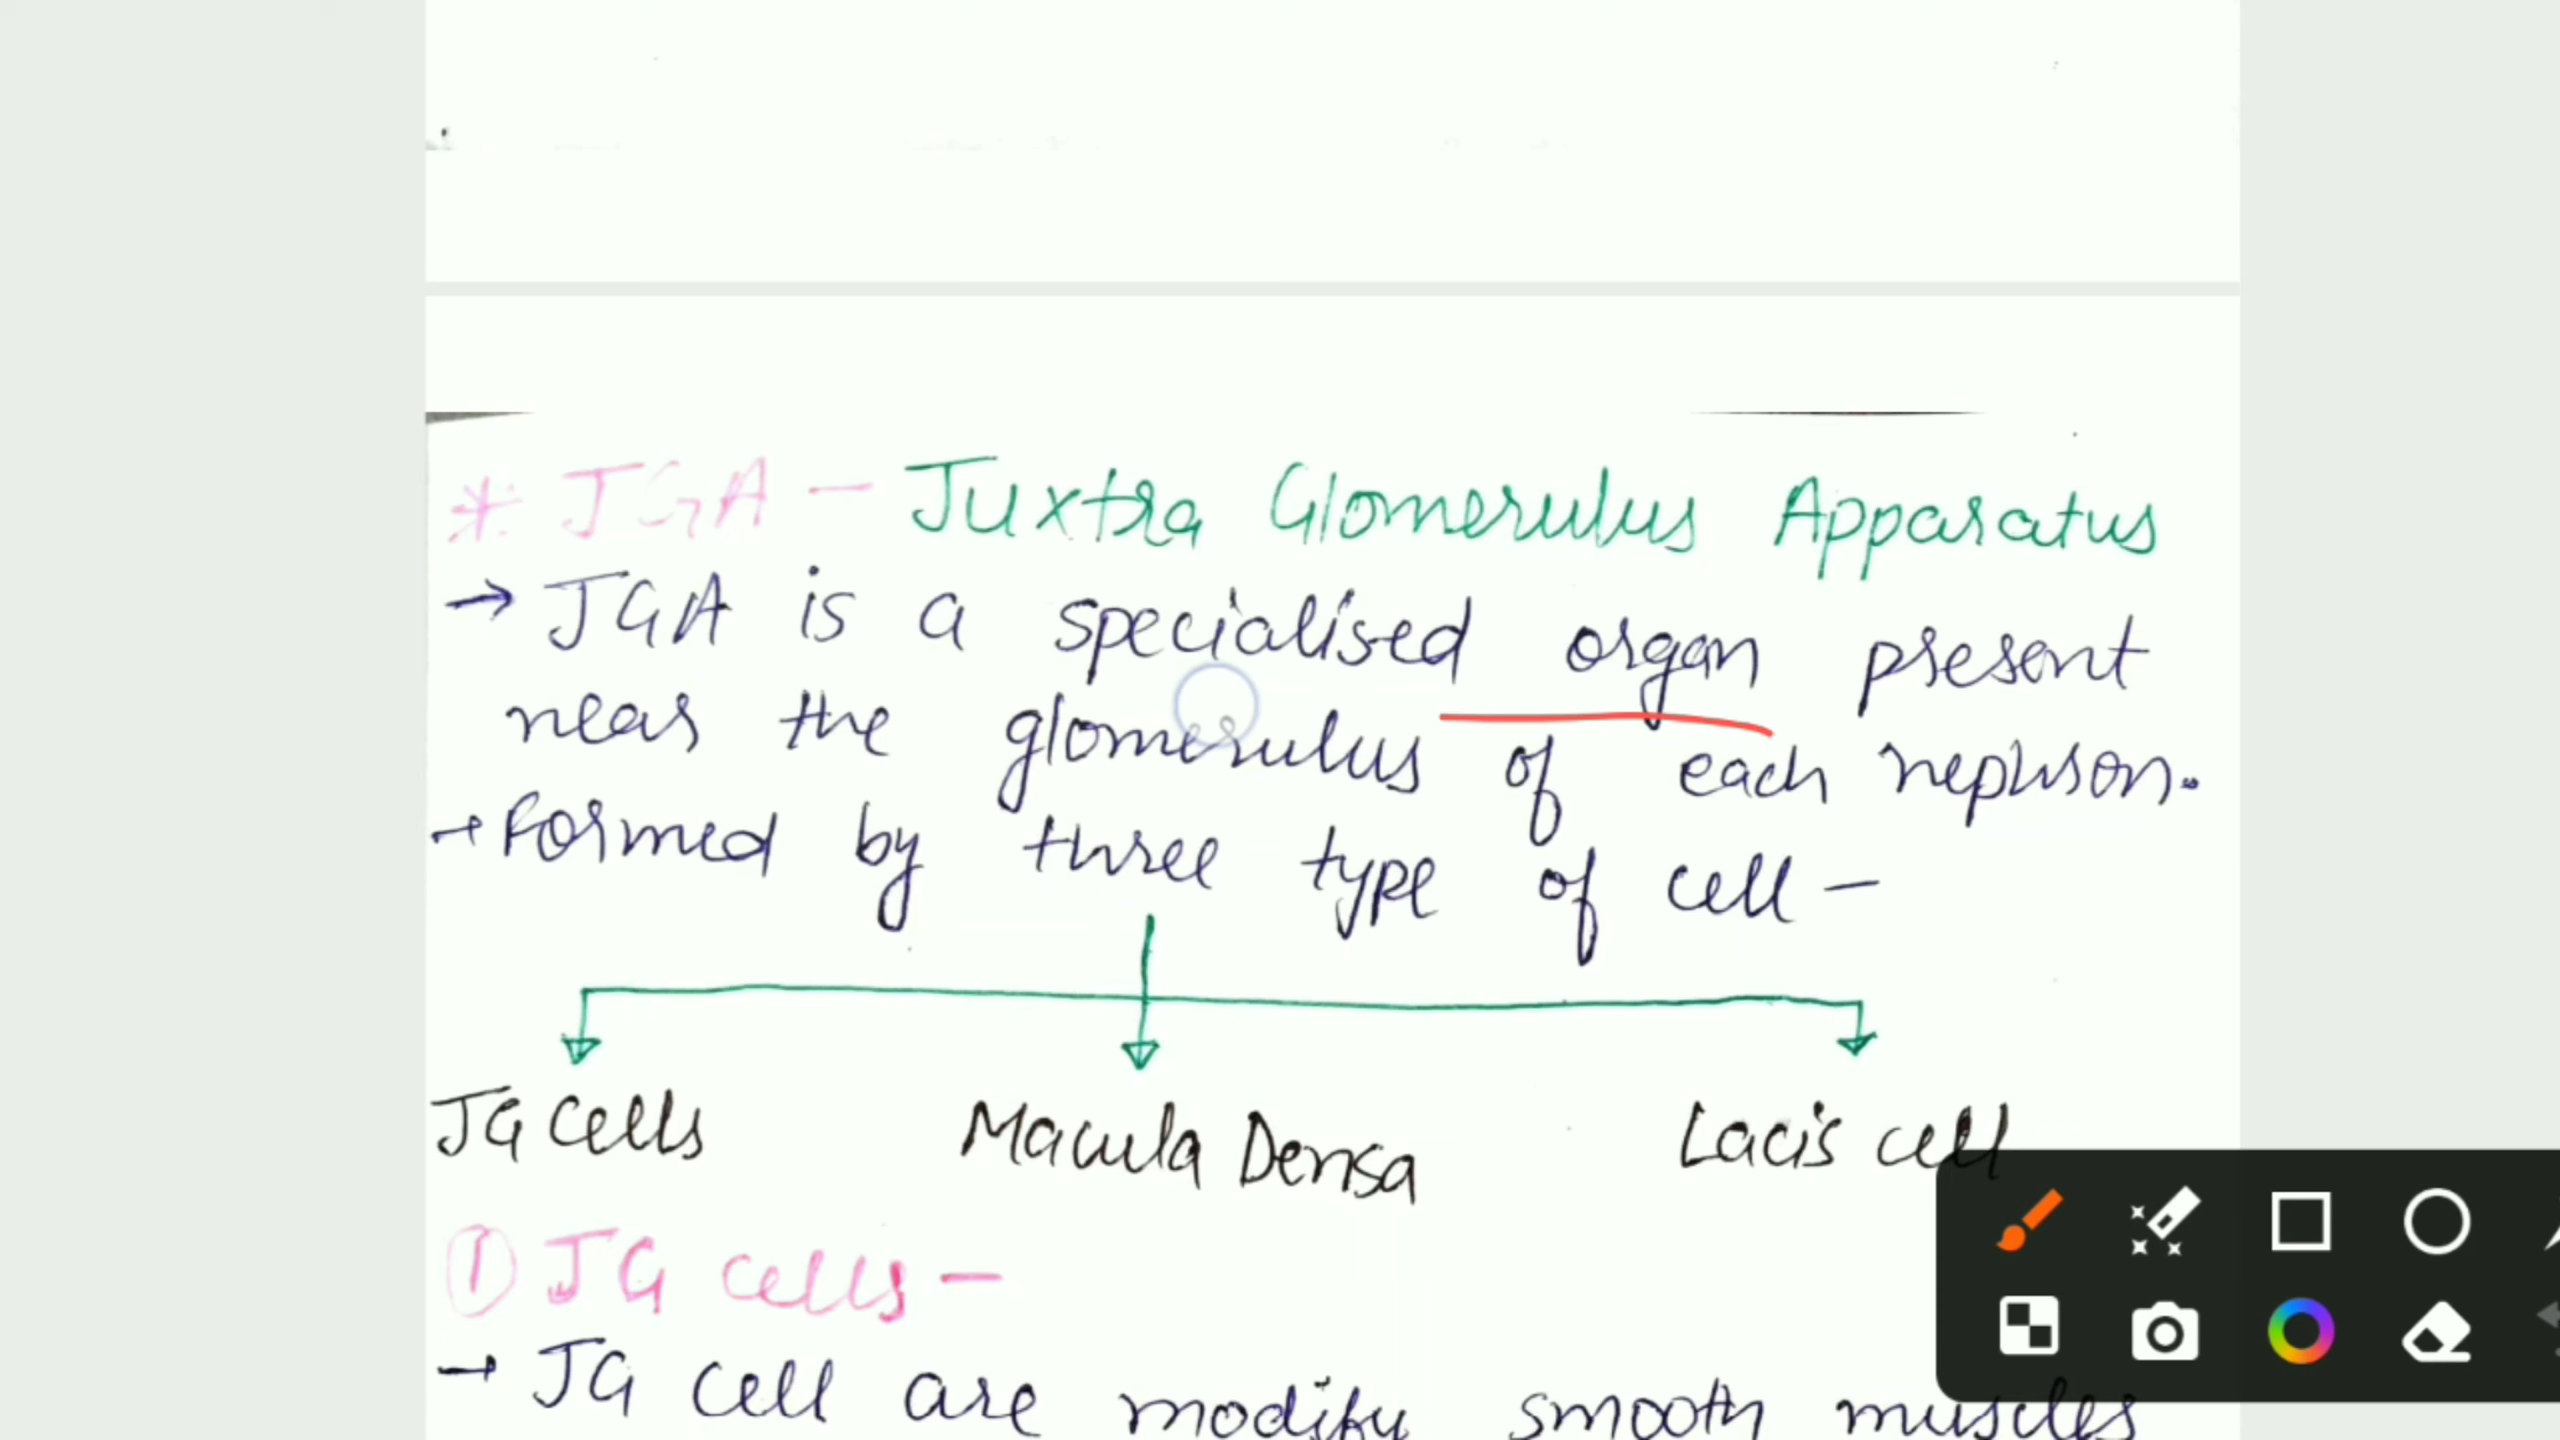 * JGA - Juxtra Glomerulus Apparatus
→ JGA is a specialised organ present
near the glomerulus of each nephron.
→ Formed by three type of cell -
JG Cells Macula Densa Lacis cell
① JG cells -
→ JG cell are modify smooth muscles